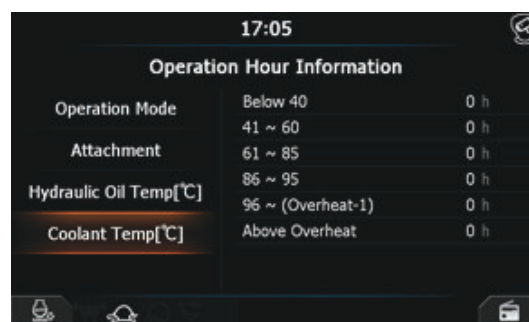 17:05
Operation Hour Information
Operation Mode
Attachment
Hydraulic Oil Temp[℃]
Coolant Temp[℃]
Below 40 0 h
41 ~ 60 0 h
61 ~ 85 0 h
86 ~ 95 0 h
96 ~ (Overheat-1) 0 h
Above Overheat 0 h